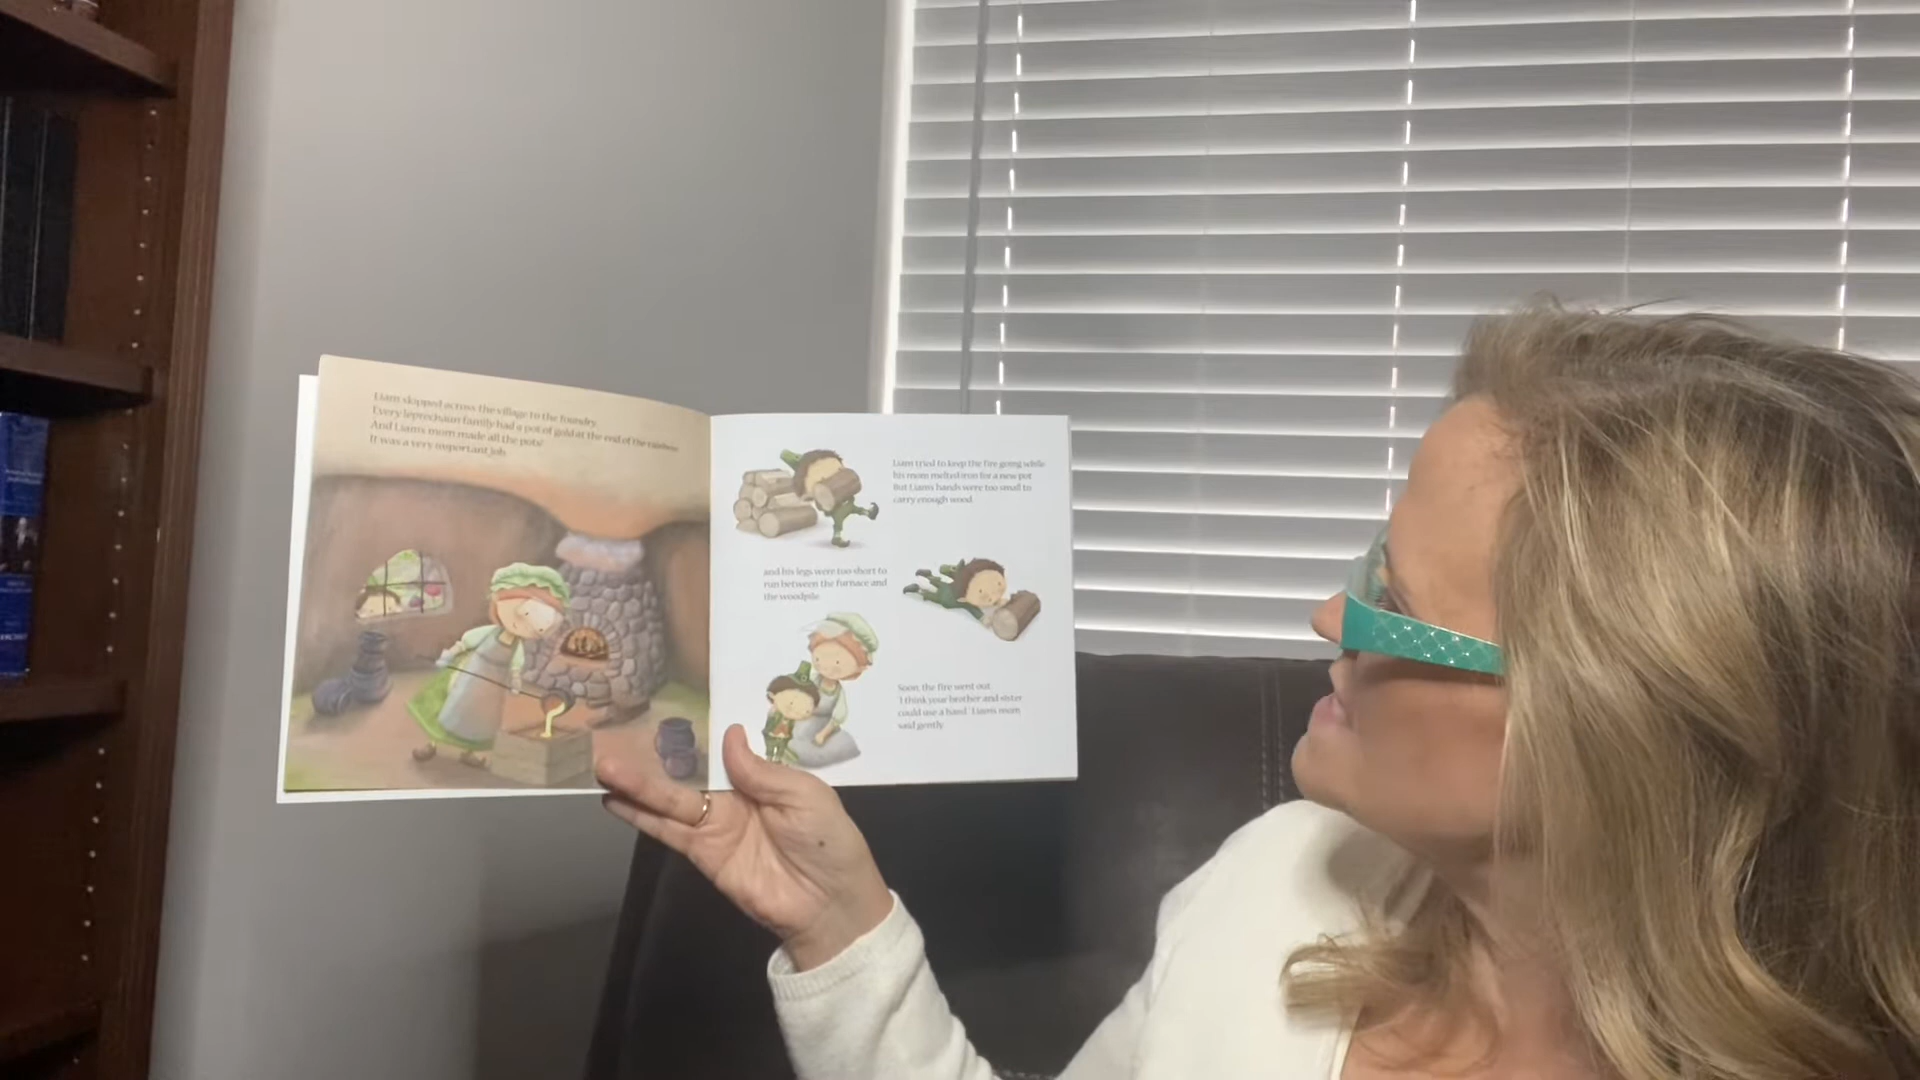 Liam skipped across the village to the foundry.
Every leprechaun family had a pot of gold at the end of the rainbow.
And Liam's mom made all the pots!
It was a very important job.
Liam tried to keep the fire going while
his mom melted iron for a new pot.
But Liam's hands were too small to
carry enough wood.
and his legs were too short to
run between the furnace and
the woodpile.
Soon, the fire went out.
"I think your brother and sister
could use a hand," Liam's mom
said gently.